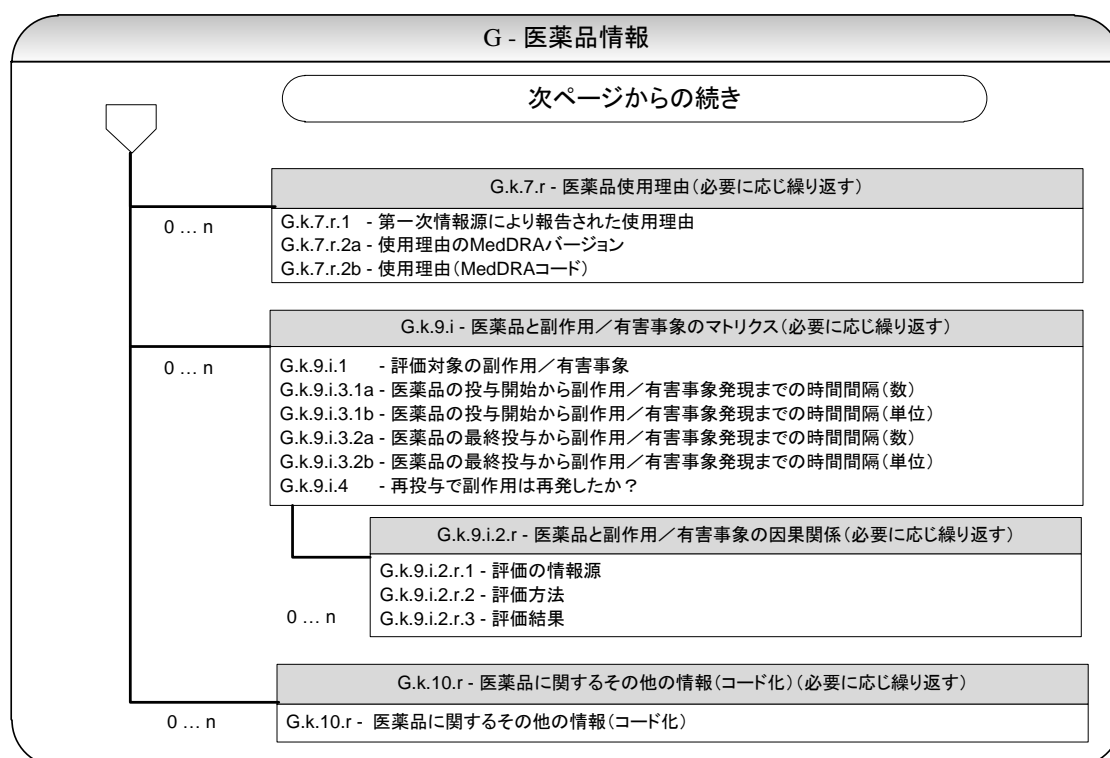 G - 医薬品情報
次ページからの続き
G.k.7.r - 医薬品使用理由(必要に応じ繰り返す)
0 … n
G.k.7.r.1 - 第一次情報源により報告された使用理由
G.k.7.r.2a - 使用理由のMedDRAバージョン
G.k.7.r.2b - 使用理由(MedDRAコード)
G.k.9.i - 医薬品と副作用／有害事象のマトリクス(必要に応じ繰り返す)
0 … n
G.k.9.i.1 - 評価対象の副作用／有害事象
G.k.9.i.3.1a - 医薬品の投与開始から副作用／有害事象発現までの時間間隔(数)
G.k.9.i.3.1b - 医薬品の投与開始から副作用／有害事象発現までの時間間隔(単位)
G.k.9.i.3.2a - 医薬品の最終投与から副作用／有害事象発現までの時間間隔(数)
G.k.9.i.3.2b - 医薬品の最終投与から副作用／有害事象発現までの時間間隔(単位)
G.k.9.i.4 - 再投与で副作用は再発したか？
G.k.9.i.2.r - 医薬品と副作用／有害事象の因果関係(必要に応じ繰り返す)
G.k.9.i.2.r.1 - 評価の情報源
G.k.9.i.2.r.2 - 評価方法
G.k.9.i.2.r.3 - 評価結果
0 … n
G.k.10.r - 医薬品に関するその他の情報(コード化)(必要に応じ繰り返す)
0 … n
G.k.10.r - 医薬品に関するその他の情報(コード化)